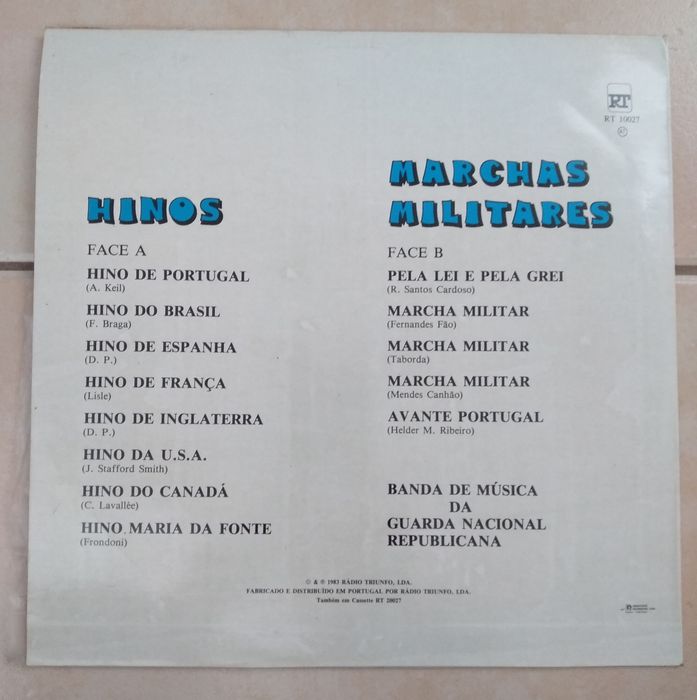 RT
RT 10027
HINOS
FACE A
HINO DE PORTUGAL
(A. Keil)
HINO DO BRASIL
(F. Braga)
HINO DE ESPANHA
(D. P.)
HINO DE FRANÇA
(Lisle)
HINO DE INGLATERRA
(D. P.)
HINO DA U.S.A.
(J. Stafford Smith)
HINO DO CANADÁ
(C. Lavallée)
HINO MARIA DA FONTE
(Frondoni)
MARCHAS
MILITARES
FACE B
PELA LEI E PELA GREI
(R. Santos Cardoso)
MARCHA MILITAR
(Fernandes Fão)
MARCHA MILITAR
(Taborda)
MARCHA MILITAR
(Mendes Canhão)
AVANTE PORTUGAL
(Helder M. Ribeiro)
BANDA DE MÚSICA
DA
GUARDA NACIONAL
REPUBLICANA
© & ℗ 1983 RÁDIO TRIUNFO, LDA.
FABRICADO E DISTRIBUÍDO EM PORTUGAL POR RÁDIO TRIUNFO, LDA.
Também em Cassette RT 20027